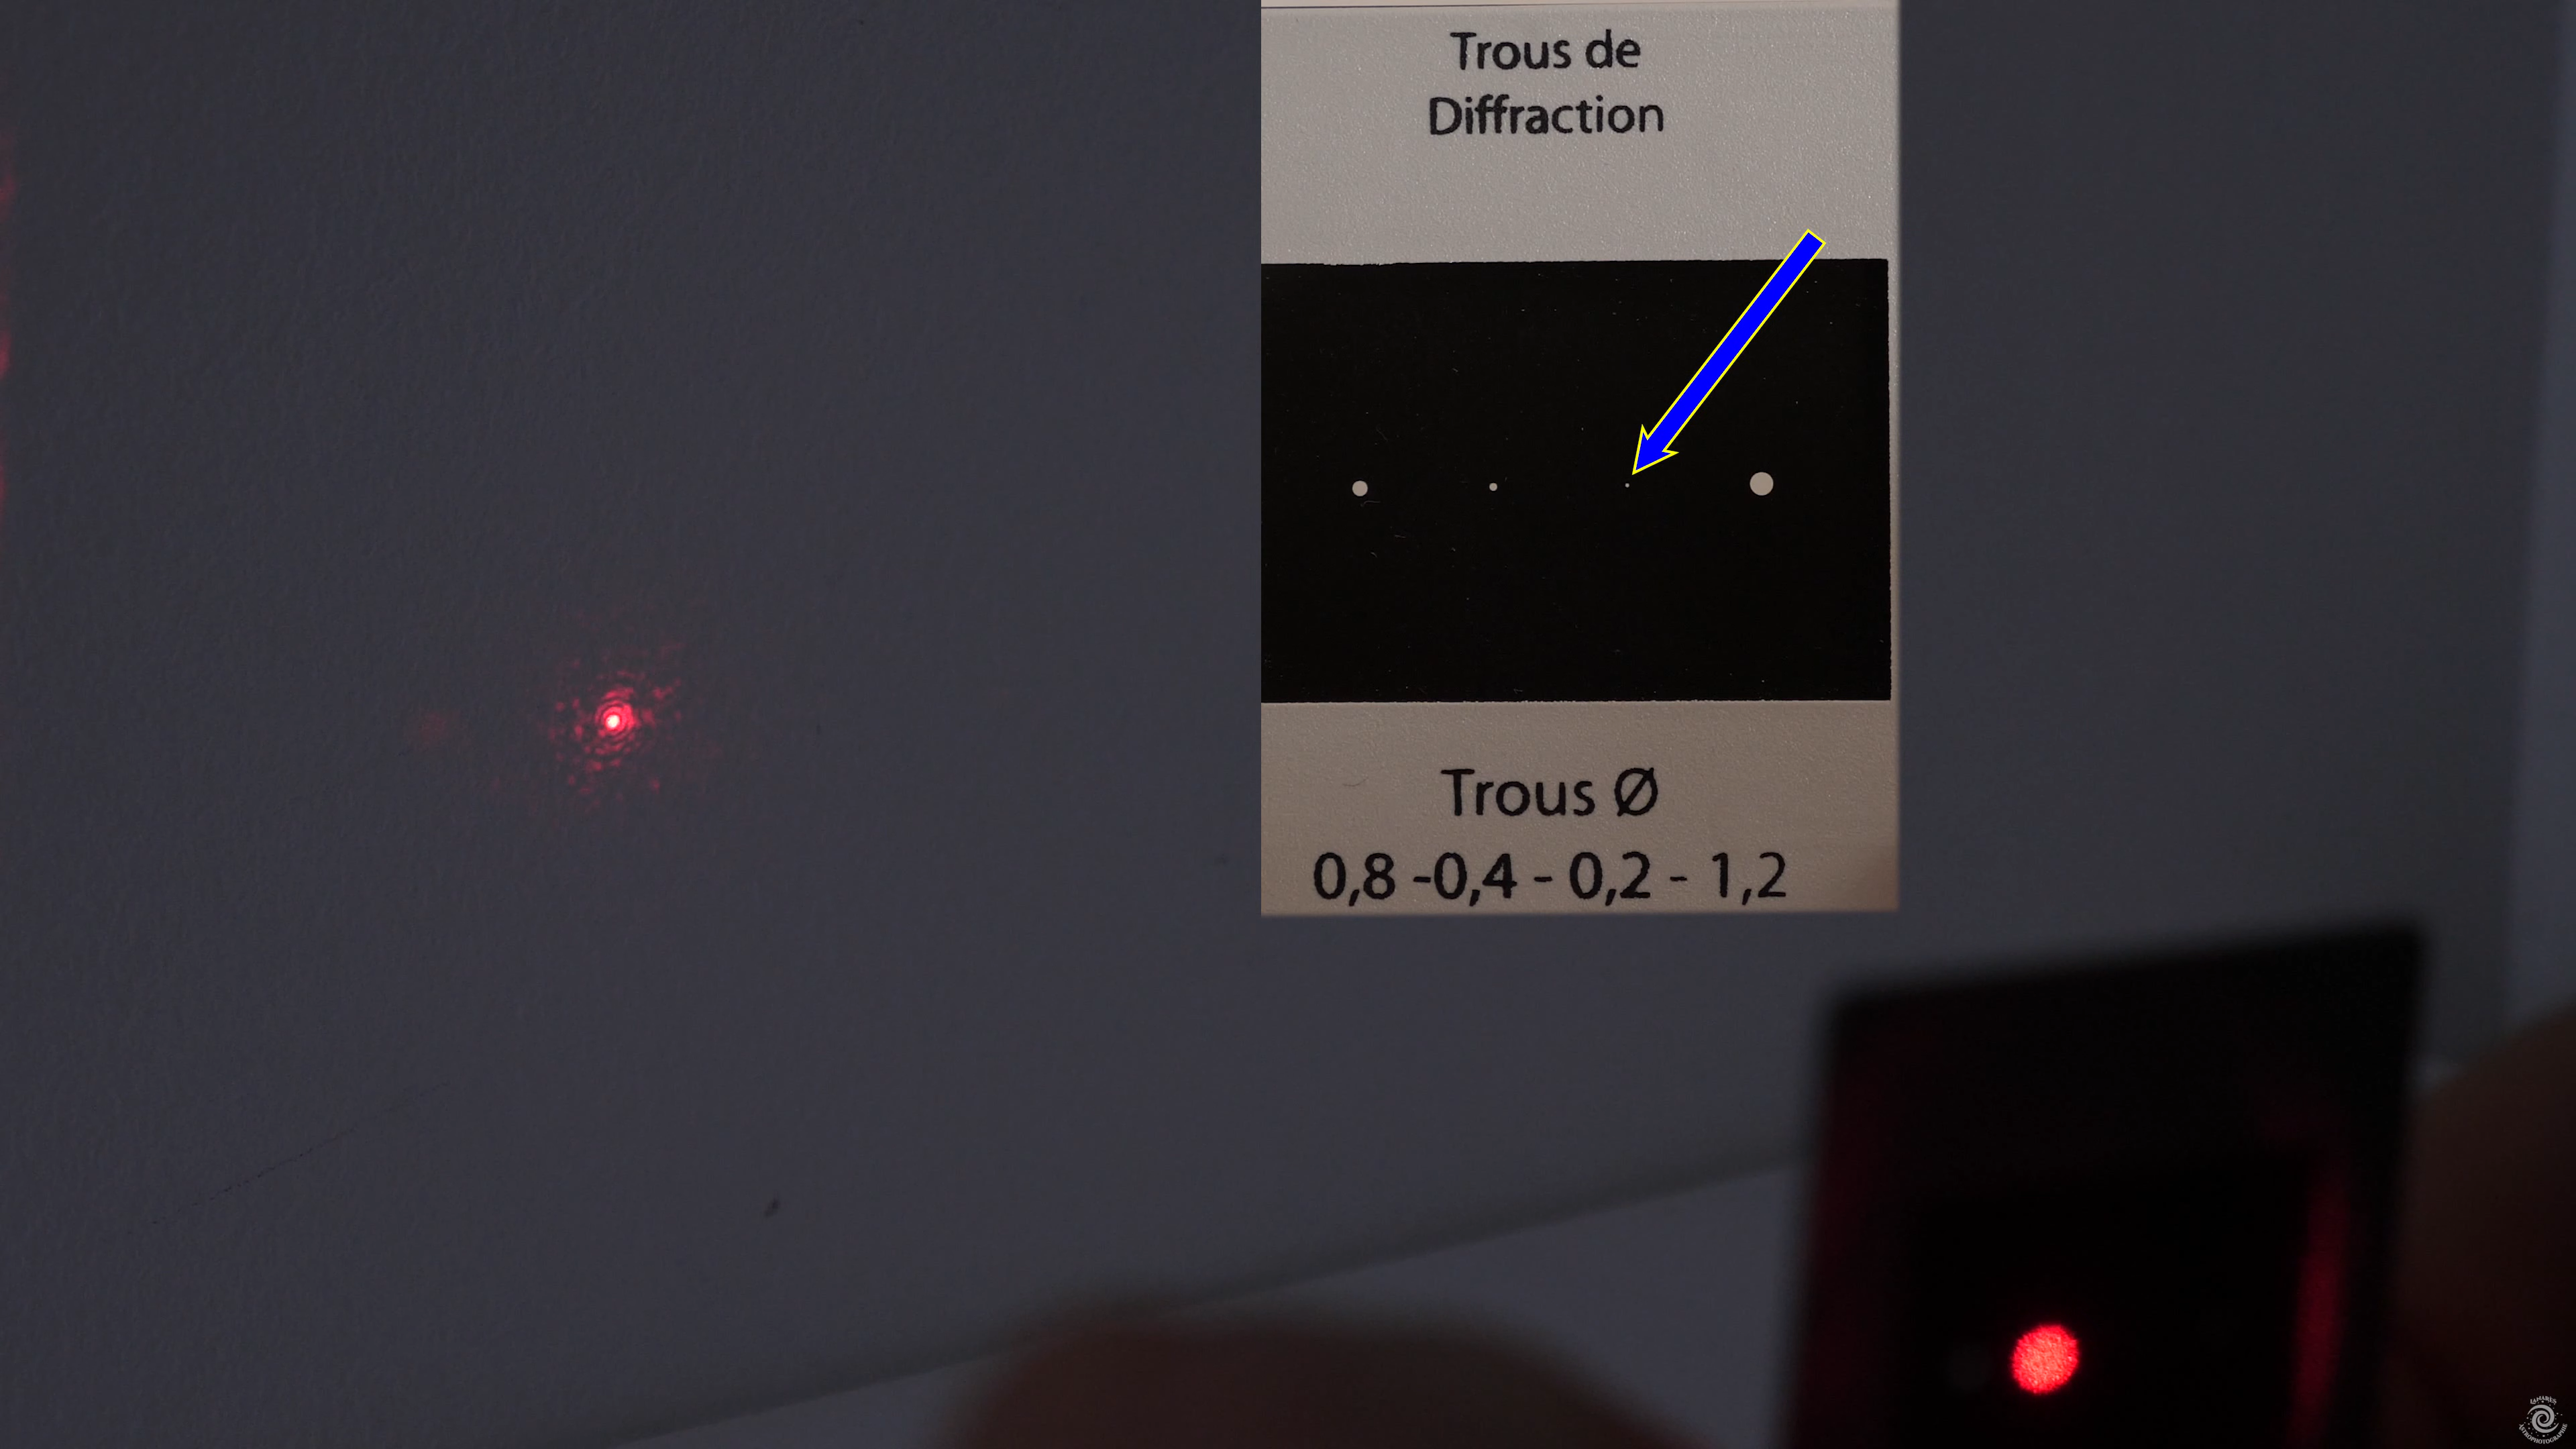 Trous de
Diffraction
Trous Ø
0,8 -0,4 - 0,2 - 1,2